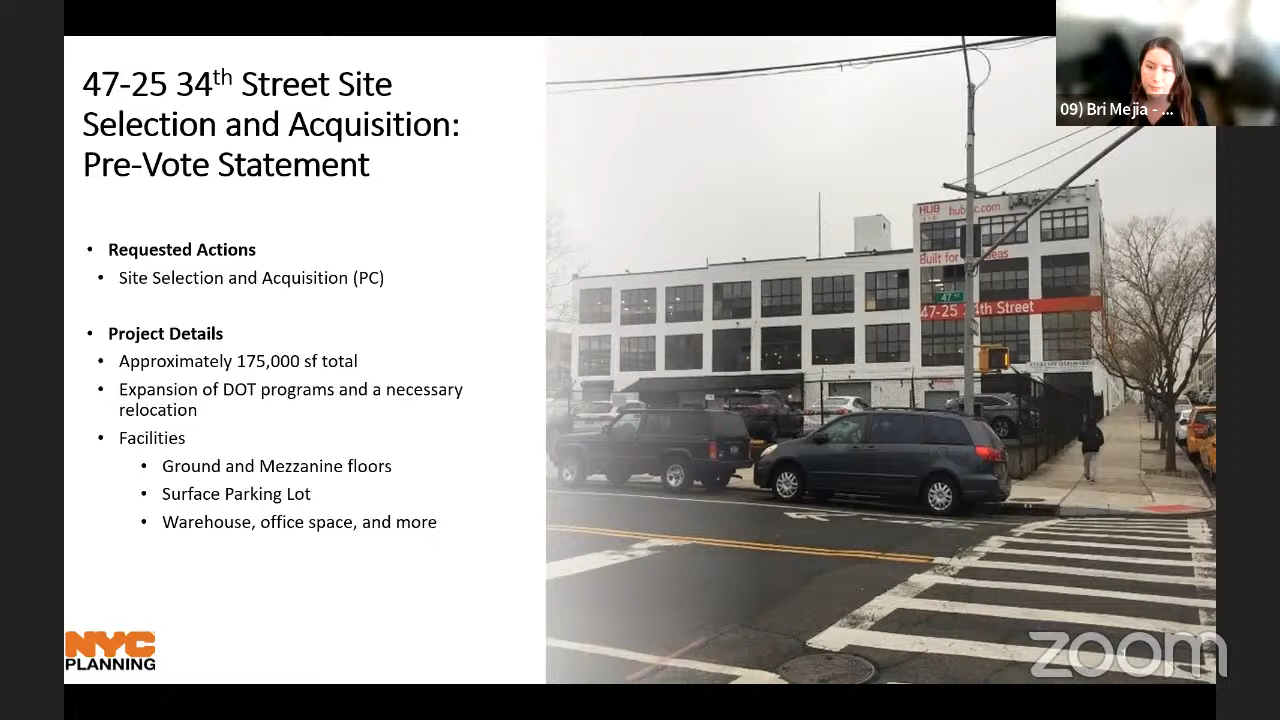 47-25 34th Street Site
Selection and Acquisition:
Pre-Vote Statement
• Requested Actions
• Site Selection and Acquisition (PC)
• Project Details
• Approximately 175,000 sf total
• Expansion of DOT programs and a necessary
relocation
• Facilities
• Ground and Mezzanine floors
• Surface Parking Lot
• Warehouse, office space, and more
NYC
PLANNING
09) Bri Mejia - ...
HUB
Built for
47
47-25 34th Street
zoom